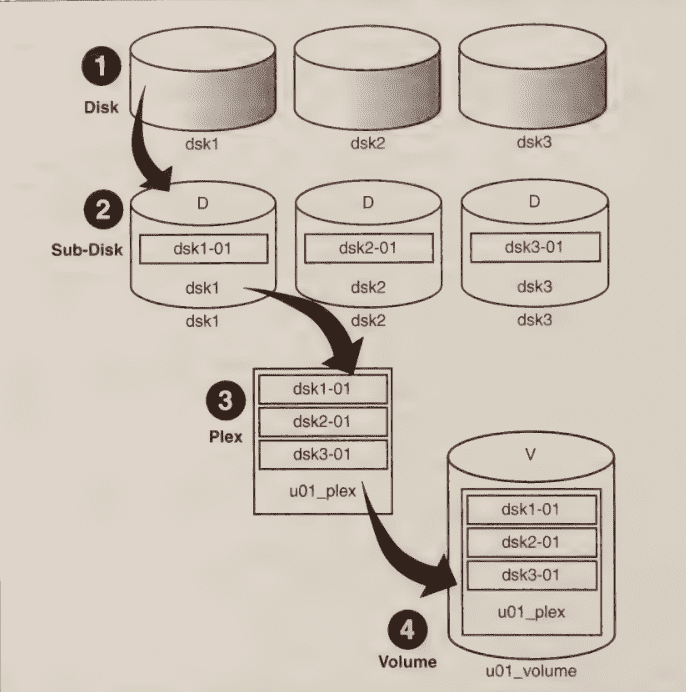 1
Disk
dsk1
dsk2
dsk3
2
Sub-Disk
D
D
D
dsk1-01
dsk2-01
dsk3-01
dsk1
dsk2
dsk3
dsk1
dsk2
dsk3
3
Plex
dsk1-01
dsk2-01
dsk3-01
u01_plex
V
dsk1-01
dsk2-01
dsk3-01
u01_plex
4
Volume
u01_volume